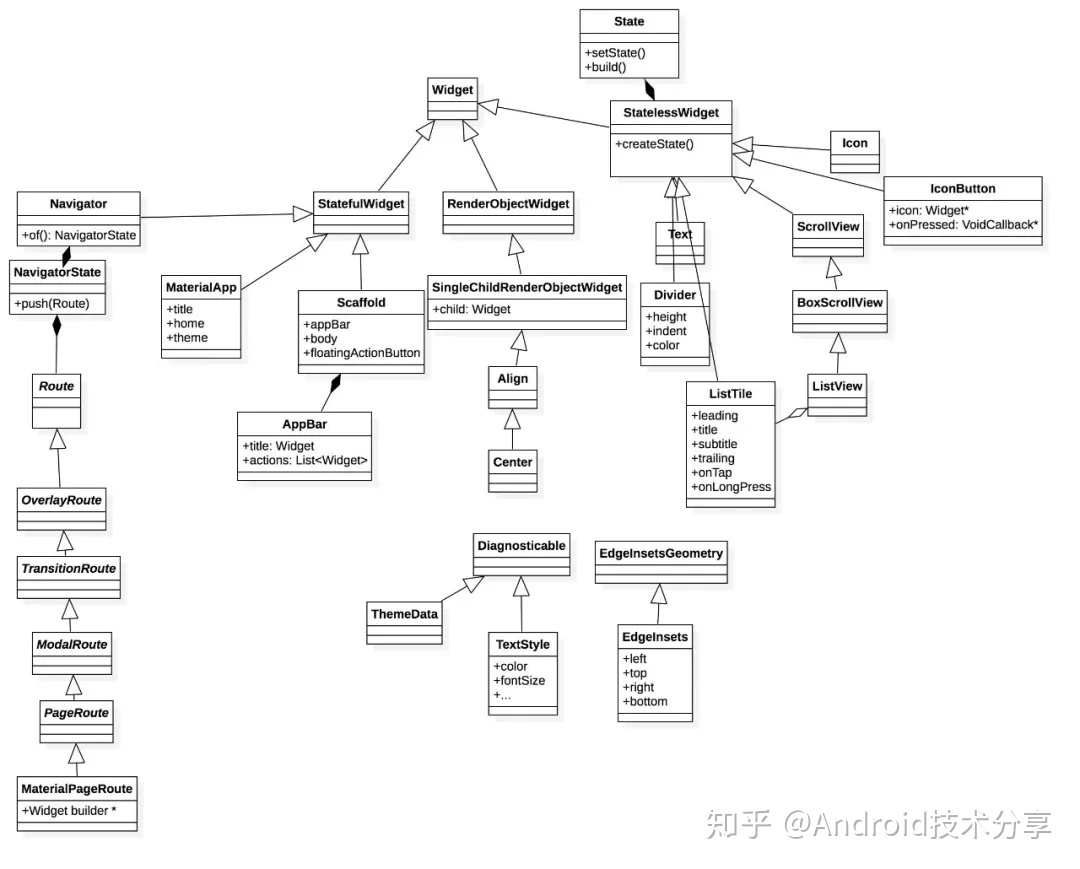 State
+setState()
+build()
Widget
StatelessWidget
+createState()
Icon
IconButton
+icon: Widget*
+onPressed: VoidCallback*
Navigator
+of(): NavigatorState
StatefulWidget
RenderObjectWidget
Text
ScrollView
NavigatorState
+push(Route)
MaterialApp
+title
+home
+theme
Scaffold
+appBar
+body
+floatingActionButton
SingleChildRenderObjectWidget
+child: Widget
Divider
+height
+indent
+color
BoxScrollView
Route
AppBar
+title: Widget
+actions: List<Widget>
Align
Center
ListTile
+leading
+title
+subtitle
+trailing
+onTap
+onLongPress
ListView
OverlayRoute
TransitionRoute
ModalRoute
PageRoute
MaterialPageRoute
+Widget builder *
Diagnosticable
EdgeInsetsGeometry
ThemeData
TextStyle
+color
+fontSize
+...
EdgeInsets
+left
+top
+right
+bottom
知乎 @Android技术分享